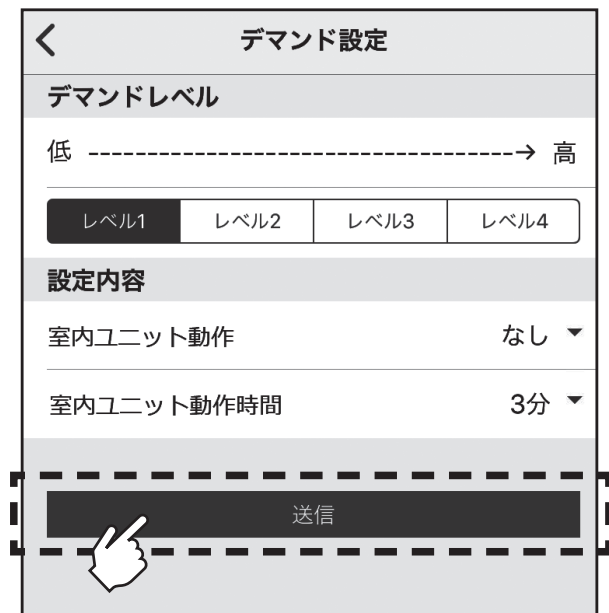 デマンド設定
デマンドレベル
低 ----------------------------------→ 高
レベル1 レベル2 レベル3 レベル4
設定内容
室内ユニット動作 なし
室内ユニット動作時間 3分
送信